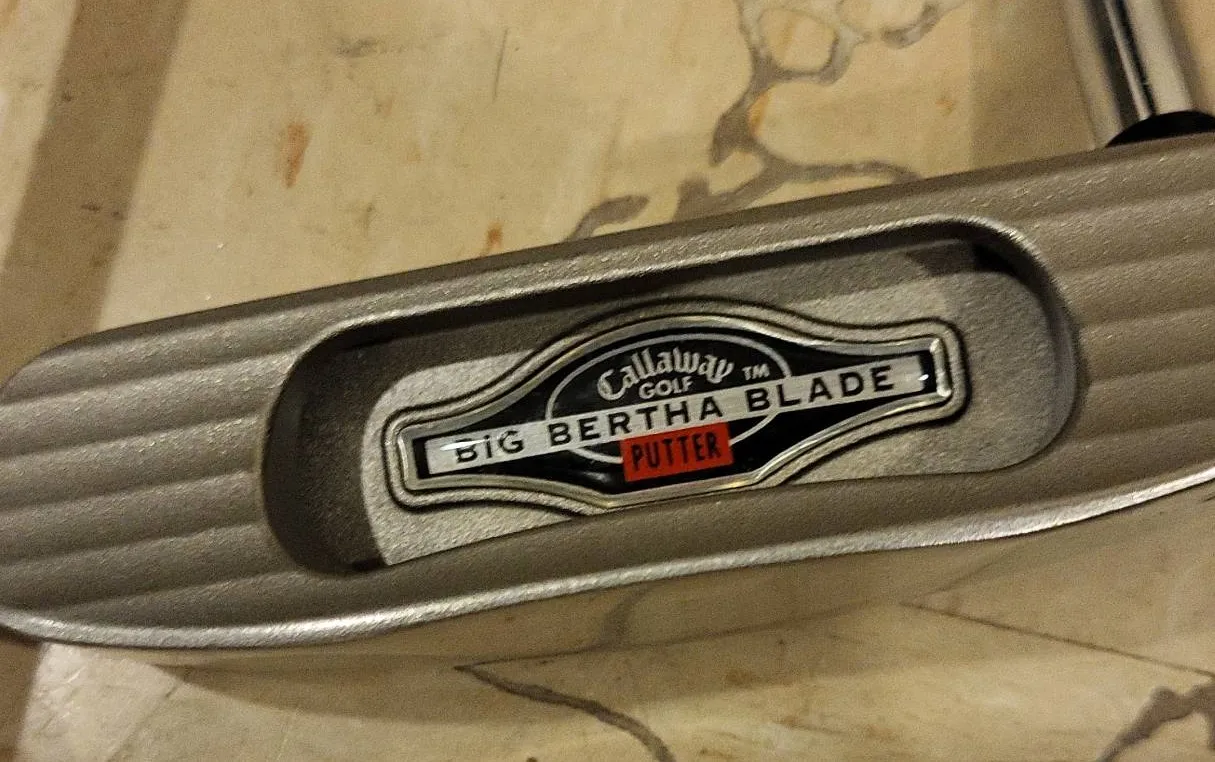 Callaway
GOLF TM
BIG BERTHA BLADE
PUTTER